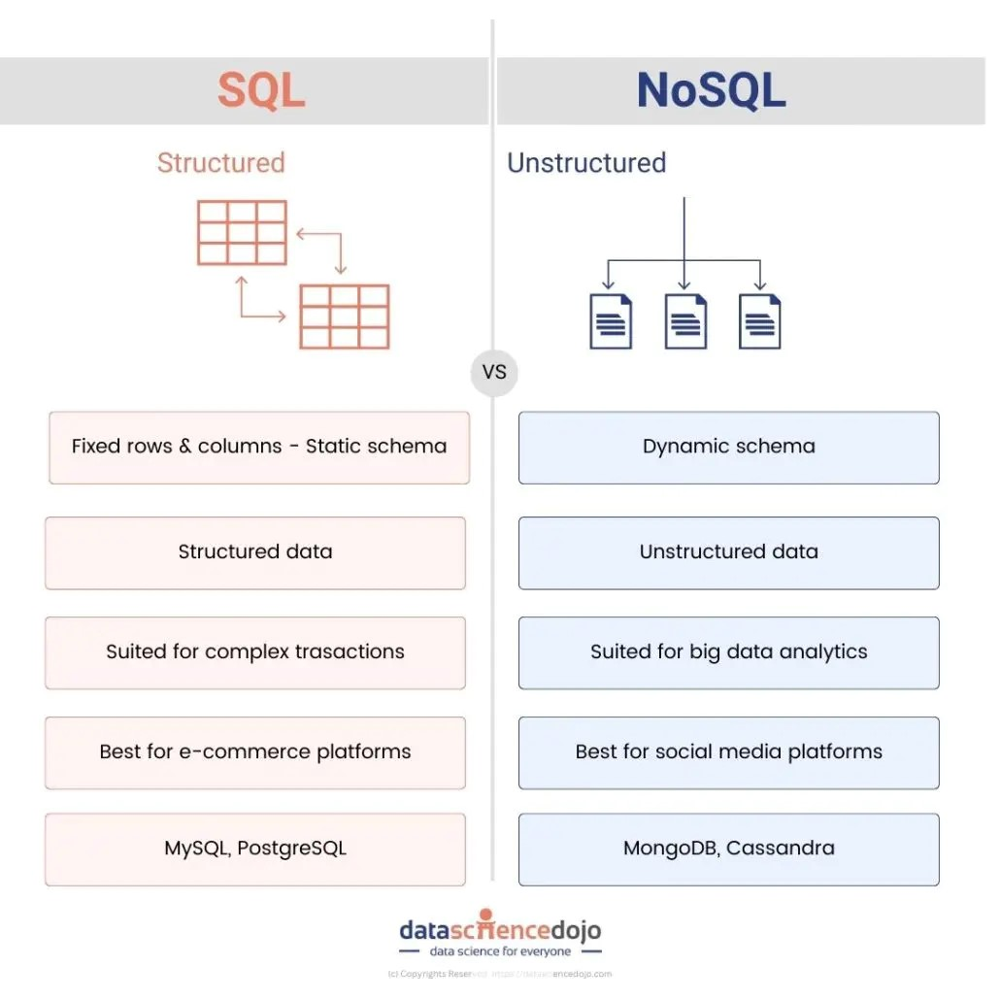 SQL
NoSQL
Structured
Unstructured
VS
Fixed rows & columns - Static schema
Dynamic schema
Structured data
Unstructured data
Suited for complex trasactions
Suited for big data analytics
Best for e-commerce platforms
Best for social media platforms
MySQL, PostgreSQL
MongoDB, Cassandra
datasciencedojo
data science for everyone
(c) Copyrights Reserved https://datasciencedojo.com